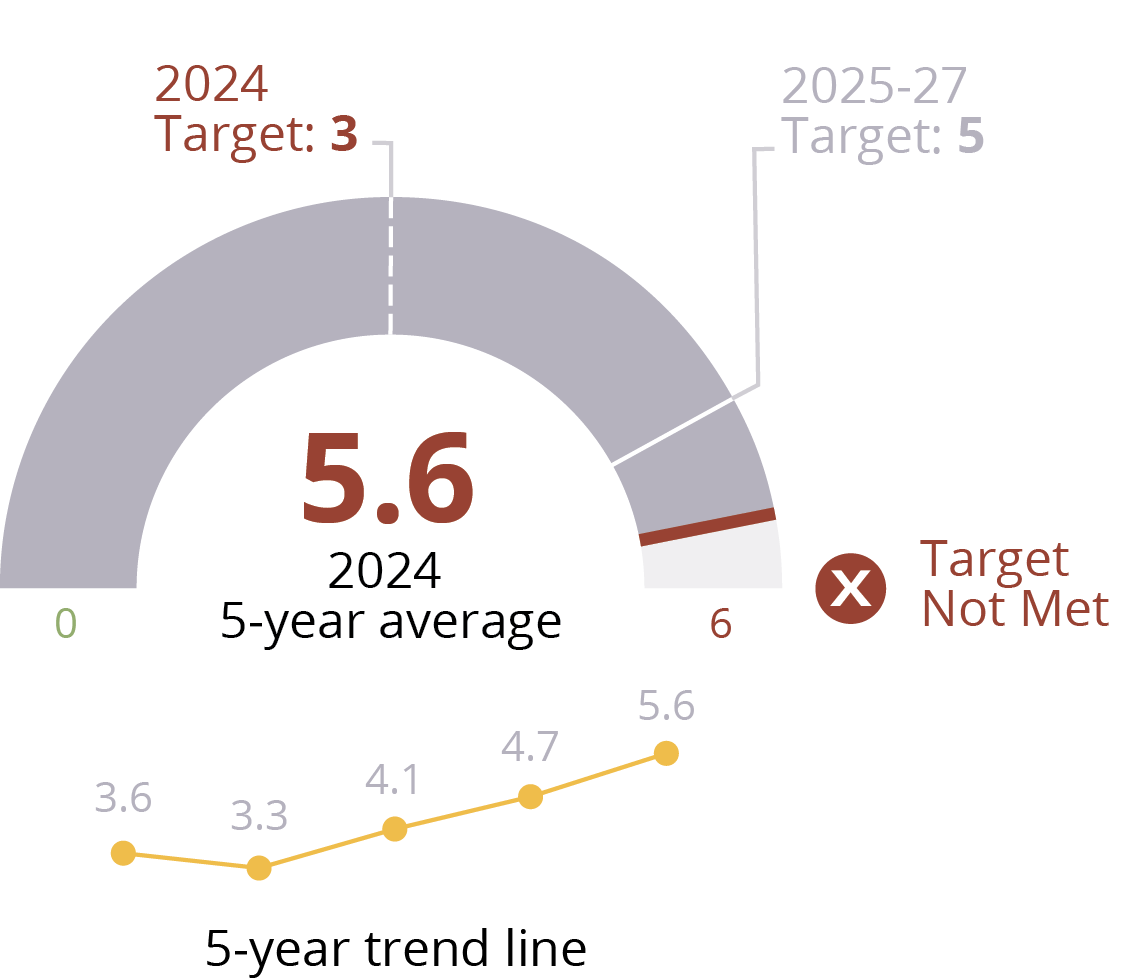 2024
Target: 3
2025-27
Target: 5
5.6
2024
5-year average
0
6
X
Target
Not Met
3.6
3.3
4.1
4.7
5.6
5-year trend line